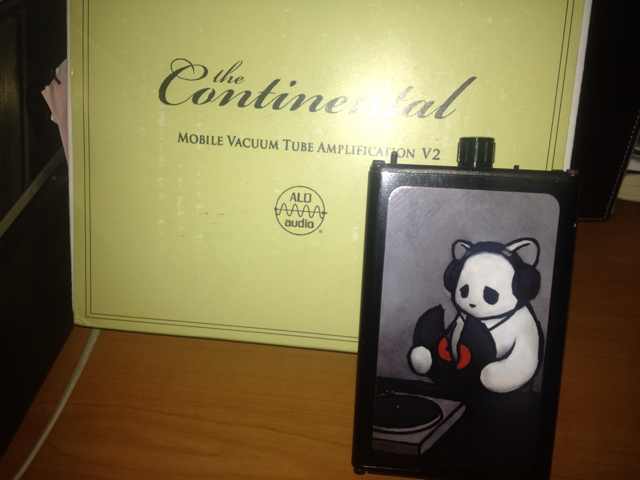 the
Continental
MOBILE VACUUM TUBE AMPLIFICATION V2
ALO
audio